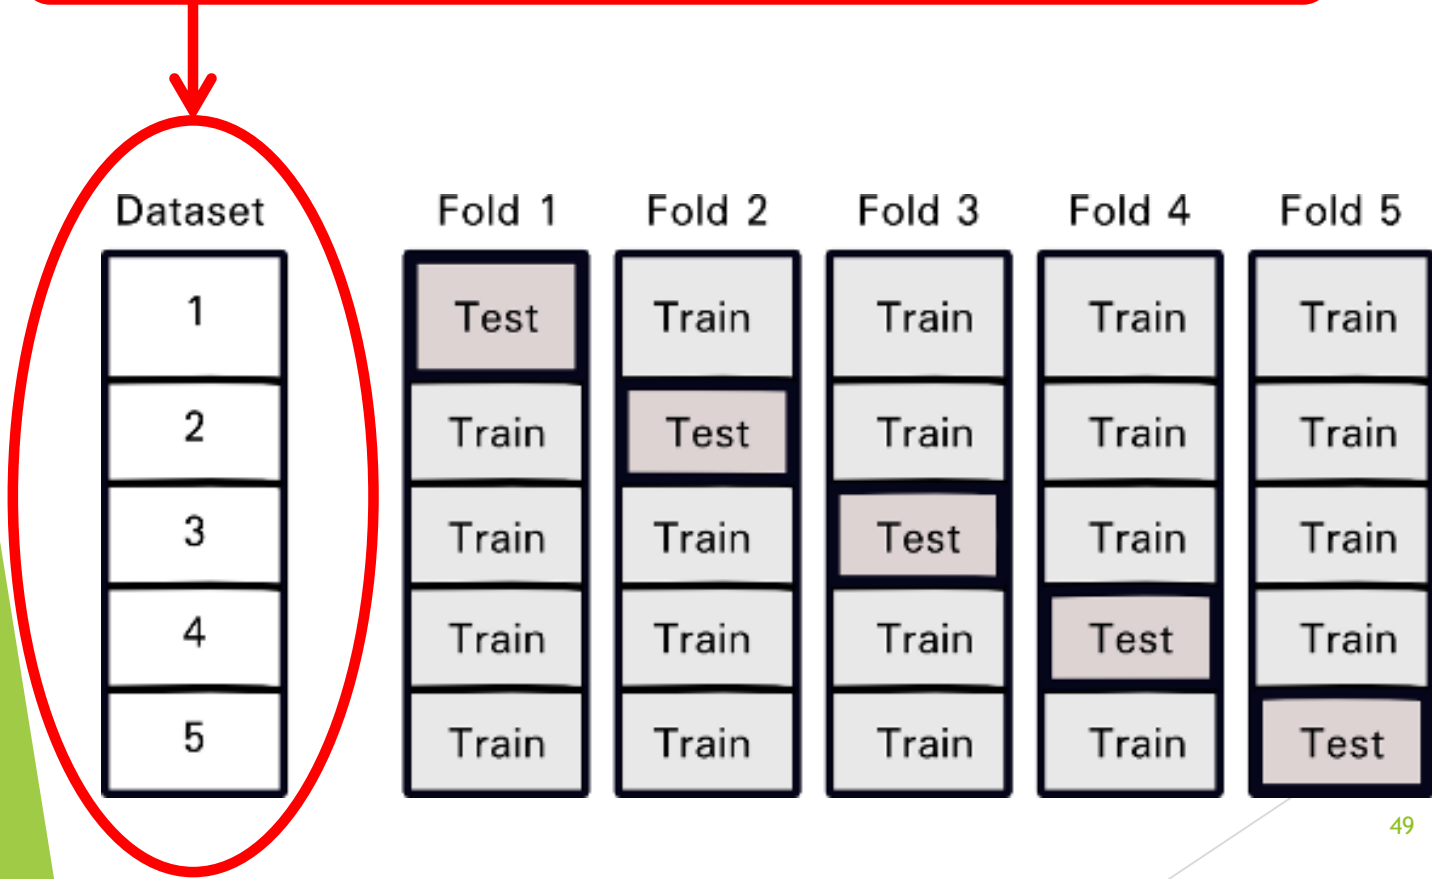 Dataset Fold 1 Fold 2 Fold 3 Fold 4 Fold 5
1 Test Train Train Train Train
2 Train Test Train Train Train
3 Train Train Test Train Train
4 Train Train Train Test Train
5 Train Train Train Train Test
49